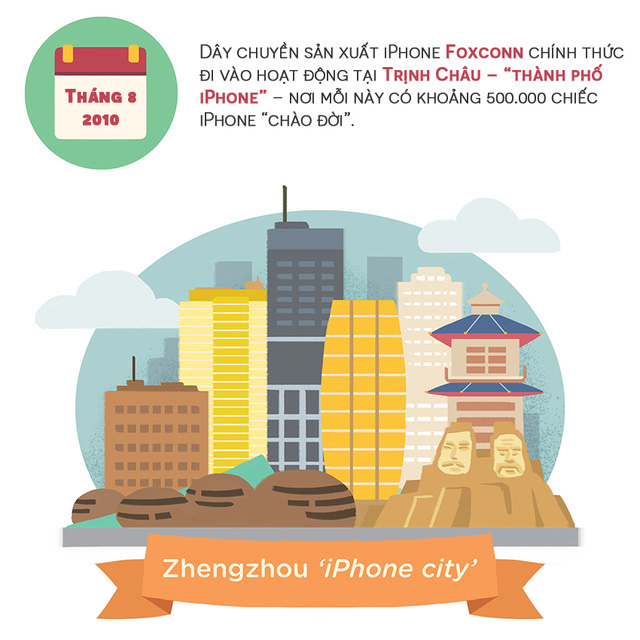 Tháng 8
2010
Dây chuyền sản xuất iPhone Foxconn chính thức
đi vào hoạt động tại Trịnh Châu – “thành phố
iPhone” – nơi mỗi này có khoảng 500.000 chiếc
iPhone “chào đời”.
Zhengzhou ‘iPhone city’